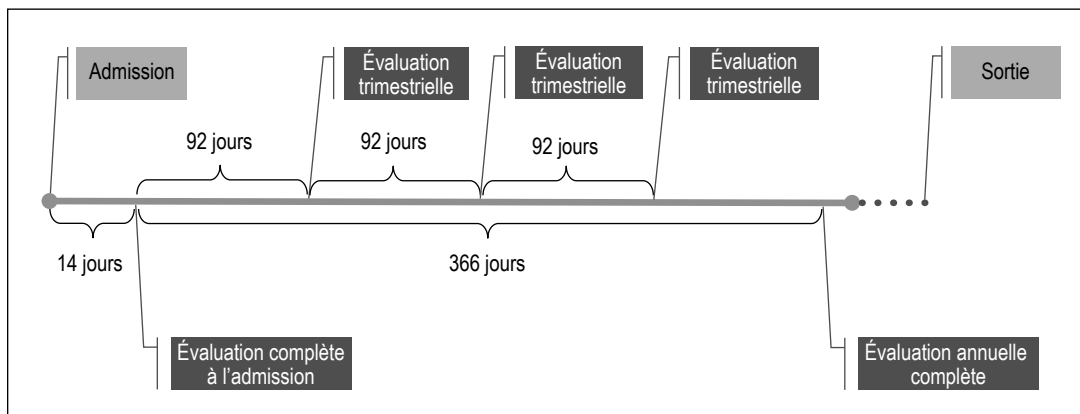 Admission
Évaluation
trimestrielle
Évaluation
trimestrielle
Évaluation
trimestrielle
Sortie
92 jours
92 jours
92 jours
14 jours
366 jours
Évaluation complète
à l’admission
Évaluation annuelle
complète